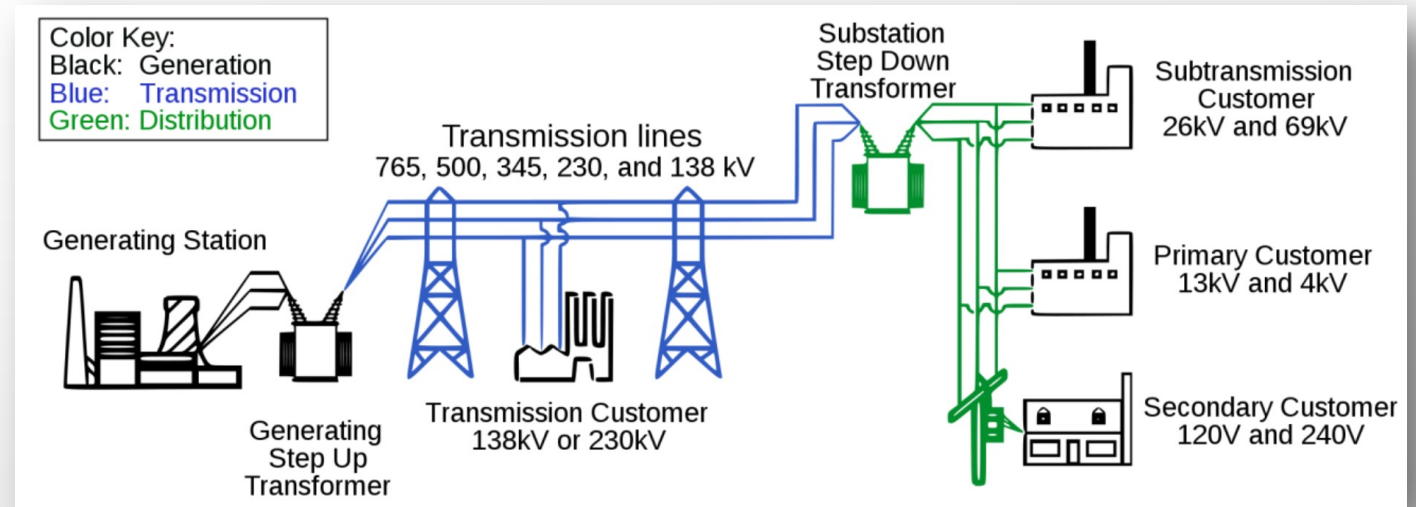 Color Key:
Black: Generation
Blue: Transmission
Green: Distribution
Substation
Step Down
Transformer
Subtransmission
Customer
26kV and 69kV
Transmission lines
765, 500, 345, 230, and 138 kV
Generating Station
Primary Customer
13kV and 4kV
Transmission Customer
138kV or 230kV
Secondary Customer
120V and 240V
Generating
Step Up
Transformer